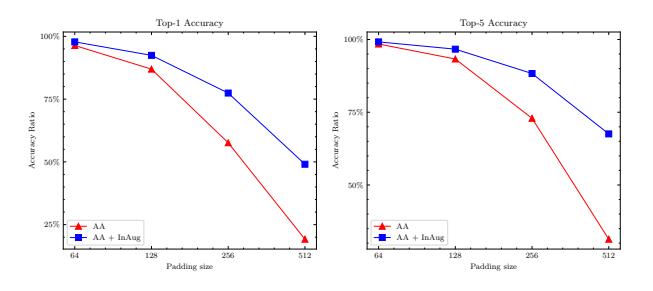 Top-1 Accuracy
100%
75%
50%
25%
Accuracy Ratio
AA
AA + InAug
64
128
256
512
Padding size
Top-5 Accuracy
100%
75%
50%
Accuracy Ratio
AA
AA + InAug
64
128
256
512
Padding size